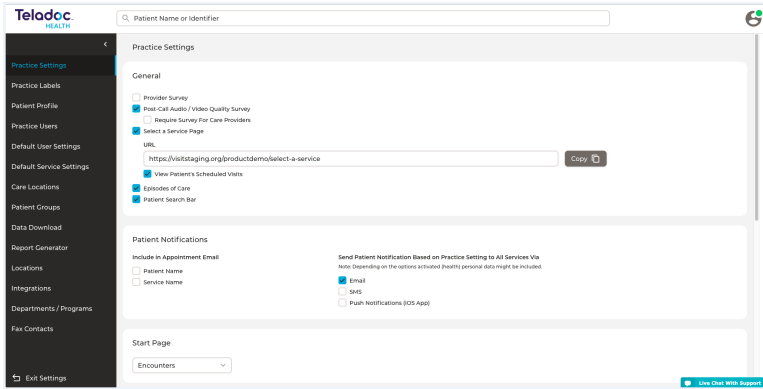 Teladoc
HEALTH
Patient Name or Identifier
Practice Settings
Practice Labels
Patient Profile
Practice Users
Default User Settings
Default Service Settings
Care Locations
Patient Groups
Data Download
Report Generator
Locations
Integrations
Departments / Programs
Fax Contacts
Exit Settings
Practice Settings
General
Provider Survey
Post-Call Audio / Video Quality Survey
Require Survey For Care Providers
Select a Service Page
URL
https://visitstaging.org/productdemo/select-a-service
Copy
View Patient's Scheduled Visits
Episodes of Care
Patient Search Bar
Patient Notifications
Include in Appointment Email
Patient Name
Service Name
Send Patient Notification Based on Practice Setting to All Services Via
Note: Depending on the options activated (health) personal data might be included.
Email
SMS
Push Notifications (iOS App)
Start Page
Encounters
Live Chat With Support